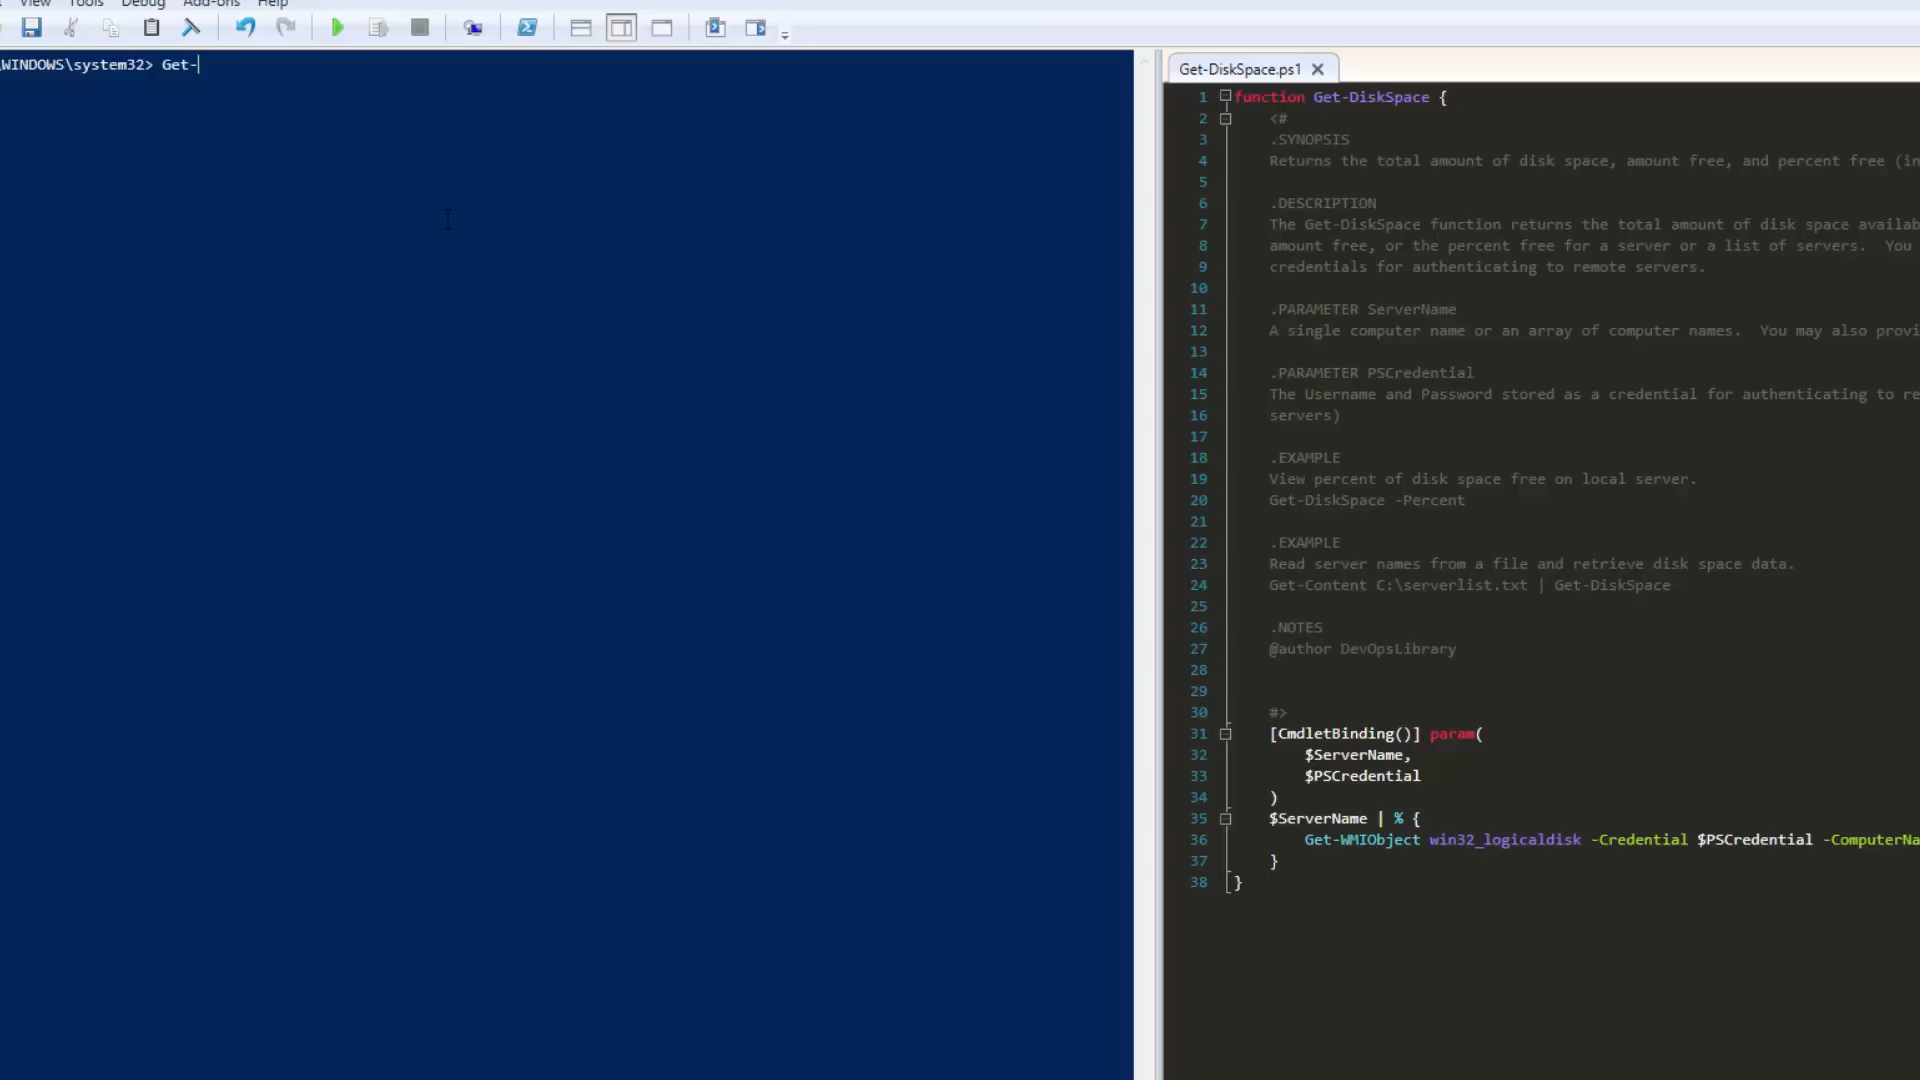 View Tools Debug Add-ons Help
WINDOWS\system32> Get-
Get-DiskSpace.ps1
1 function Get-DiskSpace {
2 <#
3 .SYNOPSIS
4 Returns the total amount of disk space, amount free, and percent free (in
5
6 .DESCRIPTION
7 The Get-DiskSpace function returns the total amount of disk space availab
8 amount free, or the percent free for a server or a list of servers.  You
9 credentials for authenticating to remote servers.
10
11 .PARAMETER ServerName
12 A single computer name or an array of computer names.  You may also provi
13
14 .PARAMETER PSCredential
15 The Username and Password stored as a credential for authenticating to re
16 servers)
17
18 .EXAMPLE
19 View percent of disk space free on local server.
20 Get-DiskSpace -Percent
21
22 .EXAMPLE
23 Read server names from a file and retrieve disk space data.
24 Get-Content C:\serverlist.txt | Get-DiskSpace
25
26 .NOTES
27 @author DevOpsLibrary
28
29
30 #>
31 [CmdletBinding()] param(
32 $ServerName,
33 $PSCredential
34 )
35 $ServerName | % {
36 Get-WMIObject win32_logicaldisk -Credential $PSCredential -ComputerNa
37 }
38 }